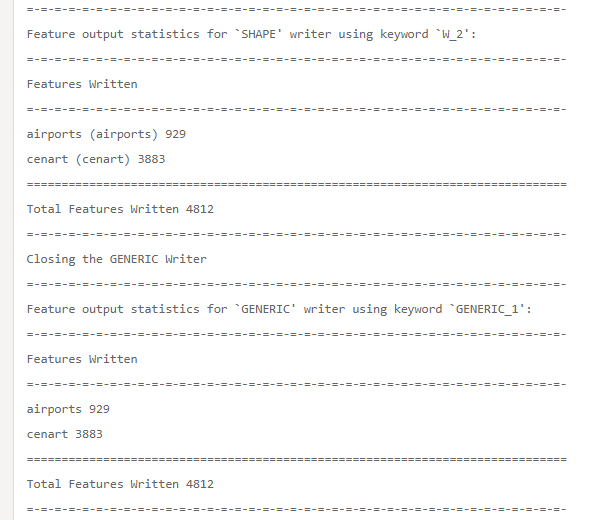 =-=-=-=-=-=-=-=-=-=-=-=-=-=-=-=-=-=-=-=-=-=-=-=-=-=-=-=-=-=-=-=-=-=-=-=-=-=-
Feature output statistics for `SHAPE' writer using keyword `W_2':
=-=-=-=-=-=-=-=-=-=-=-=-=-=-=-=-=-=-=-=-=-=-=-=-=-=-=-=-=-=-=-=-=-=-=-=-=-=-
Features Written
=-=-=-=-=-=-=-=-=-=-=-=-=-=-=-=-=-=-=-=-=-=-=-=-=-=-=-=-=-=-=-=-=-=-=-=-=-=-
airports (airports) 929
cenart (cenart) 3883
==============================================================================
Total Features Written 4812
=-=-=-=-=-=-=-=-=-=-=-=-=-=-=-=-=-=-=-=-=-=-=-=-=-=-=-=-=-=-=-=-=-=-=-=-=-=-
Closing the GENERIC Writer
=-=-=-=-=-=-=-=-=-=-=-=-=-=-=-=-=-=-=-=-=-=-=-=-=-=-=-=-=-=-=-=-=-=-=-=-=-=-
Feature output statistics for `GENERIC' writer using keyword `GENERIC_1':
=-=-=-=-=-=-=-=-=-=-=-=-=-=-=-=-=-=-=-=-=-=-=-=-=-=-=-=-=-=-=-=-=-=-=-=-=-=-
Features Written
=-=-=-=-=-=-=-=-=-=-=-=-=-=-=-=-=-=-=-=-=-=-=-=-=-=-=-=-=-=-=-=-=-=-=-=-=-=-
airports 929
cenart 3883
==============================================================================
Total Features Written 4812
=-=-=-=-=-=-=-=-=-=-=-=-=-=-=-=-=-=-=-=-=-=-=-=-=-=-=-=-=-=-=-=-=-=-=-=-=-=-